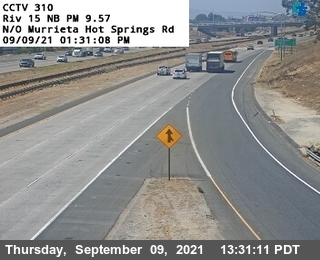 CCTV 310
Riv 15 NB PM 9.57
N/O Murrieta Hot Springs Rd
09/09/21 01:31:08 PM
Thursday, September 09, 2021 13:31:11 PDT